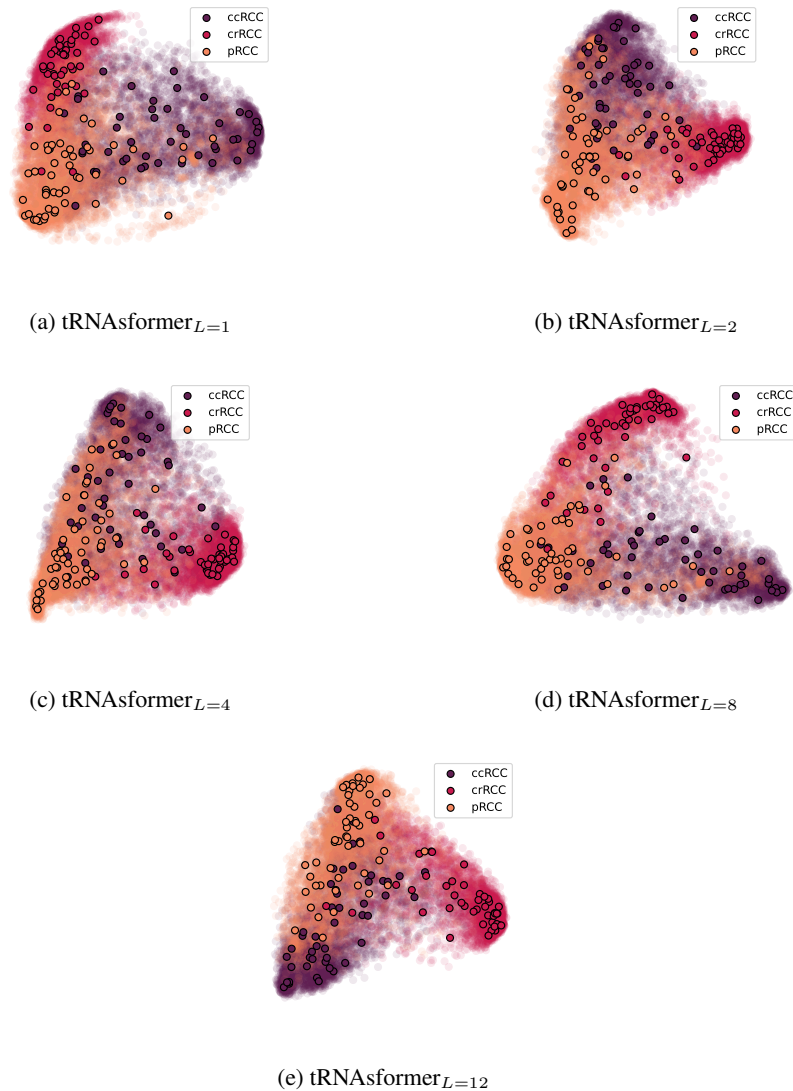 ccRCC
crRCC
pRCC
ccRCC
crRCC
pRCC
(a) tRNAsformer_{L=1}
(b) tRNAsformer_{L=2}
ccRCC
crRCC
pRCC
ccRCC
crRCC
pRCC
(c) tRNAsformer_{L=4}
(d) tRNAsformer_{L=8}
ccRCC
crRCC
pRCC
(e) tRNAsformer_{L=12}